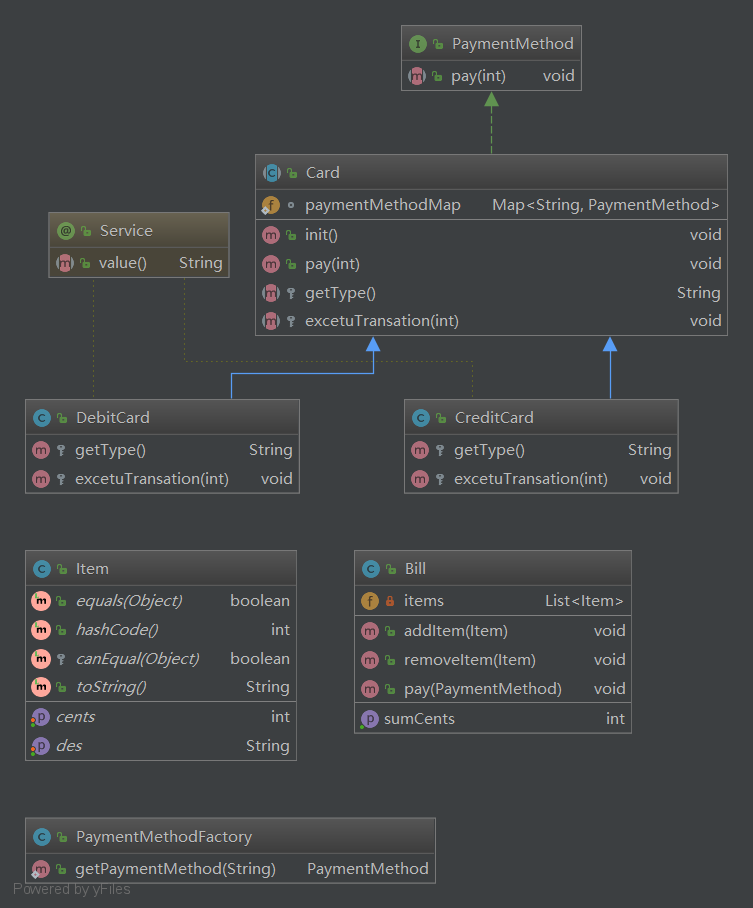 PaymentMethod
pay(int) void
Card
paymentMethodMap Map<String, PaymentMethod>
init() void
pay(int) void
getType() String
excetuTransation(int) void
Service
value() String
DebitCard
getType() String
excetuTransation(int) void
CreditCard
getType() String
excetuTransation(int) void
Item
equals(Object) boolean
hashCode() int
canEqual(Object) boolean
toString() String
cents int
des String
Bill
items List<Item>
addItem(Item) void
removeItem(Item) void
pay(PaymentMethod) void
sumCents int
PaymentMethodFactory
getPaymentMethod(String) PaymentMethod
Powered by yFiles